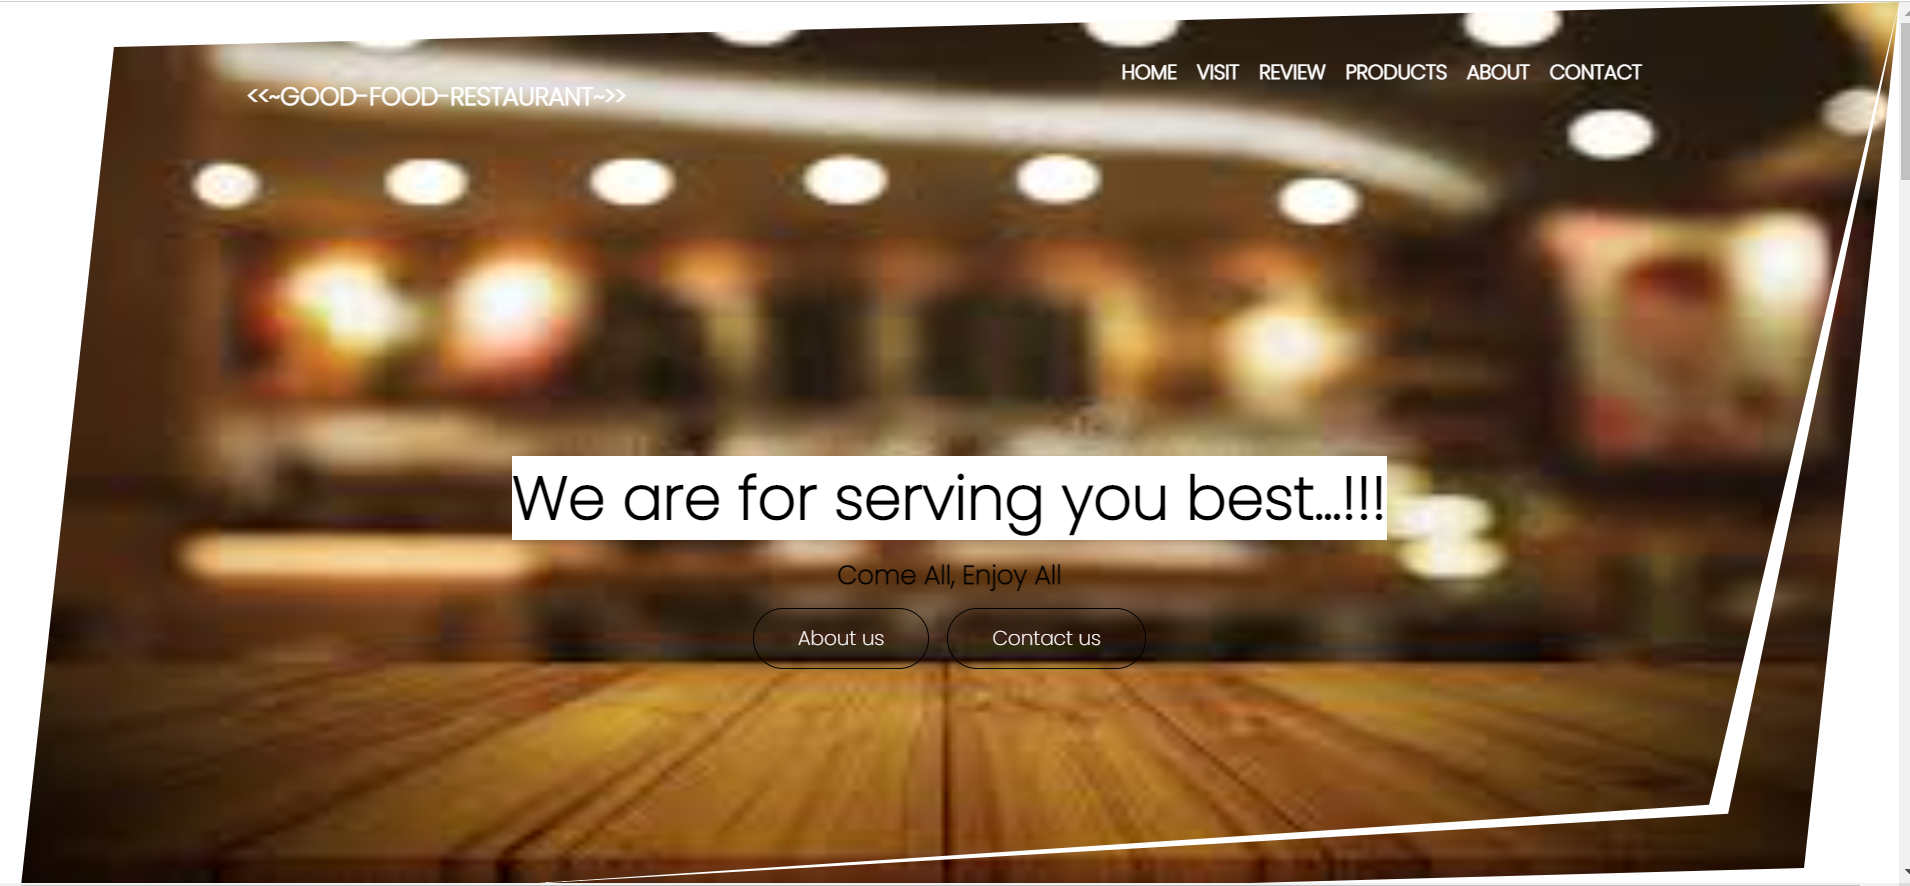 HOME VISIT REVIEW PRODUCTS ABOUT CONTACT
<<~GOOD-FOOD-RESTAURANT~>>
We are for serving you best...!!!
Come All, Enjoy All
About us Contact us